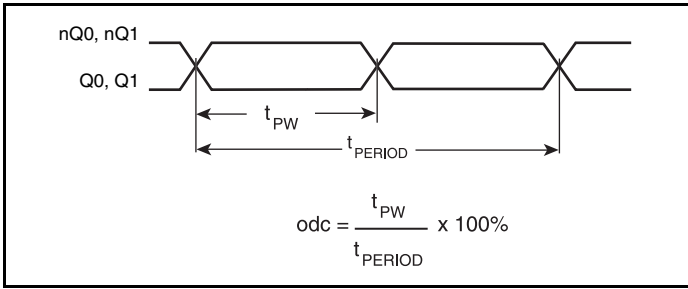 nQ0, nQ1
Q0, Q1
tPW
tPERIOD
odc = tPW / tPERIOD x 100%